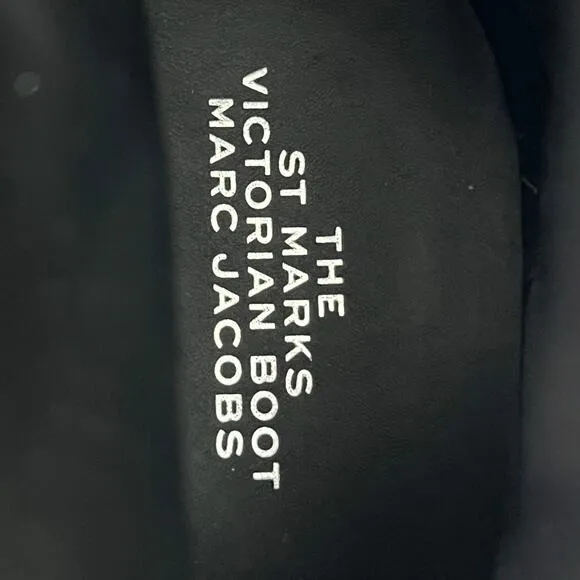 THE
ST MARKS
VICTORIAN BOOT
MARC JACOBS